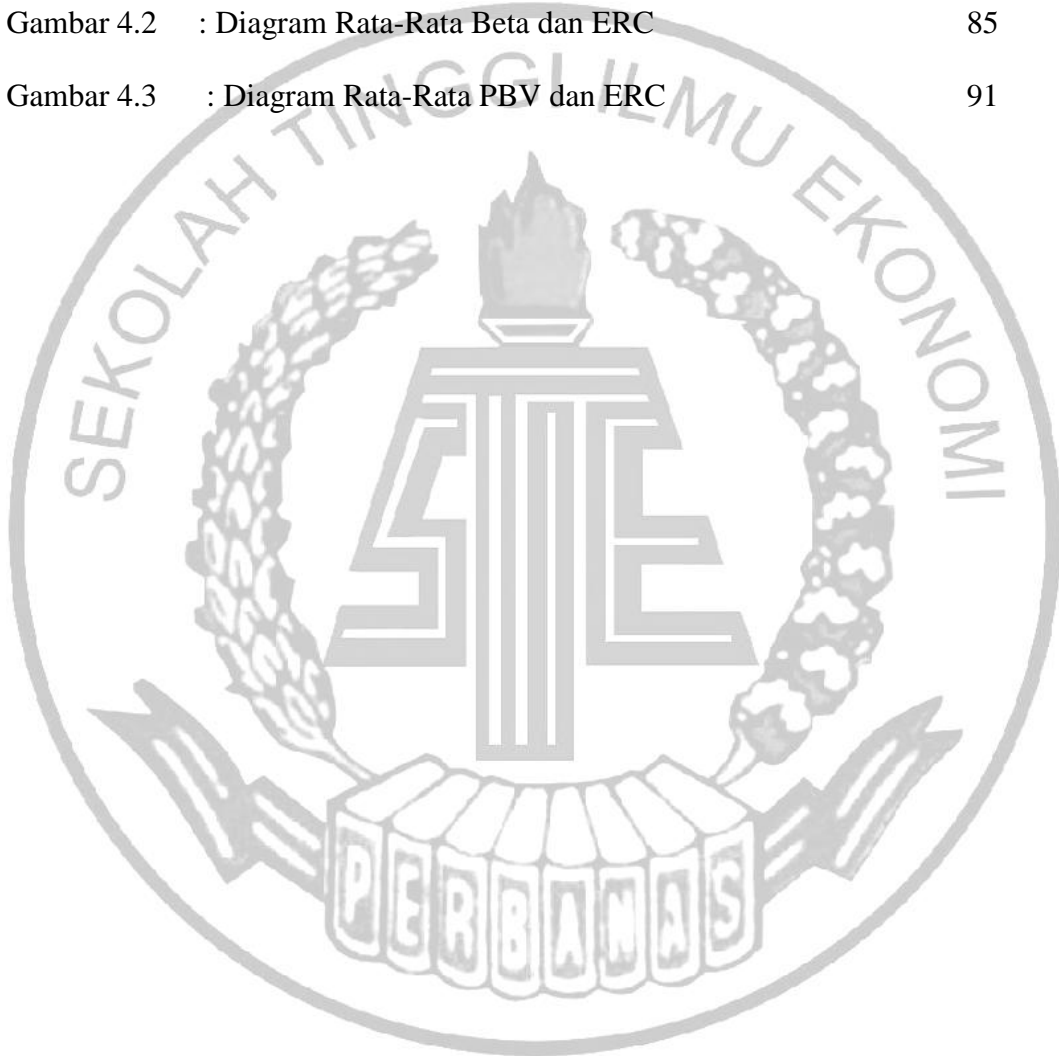 Gambar 4.2 : Diagram Rata-Rata Beta dan ERC 85
Gambar 4.3 : Diagram Rata-Rata PBV dan ERC 91
SEKOLAH TINGGI ILMU EKONOMI
STIE
PERBANAS